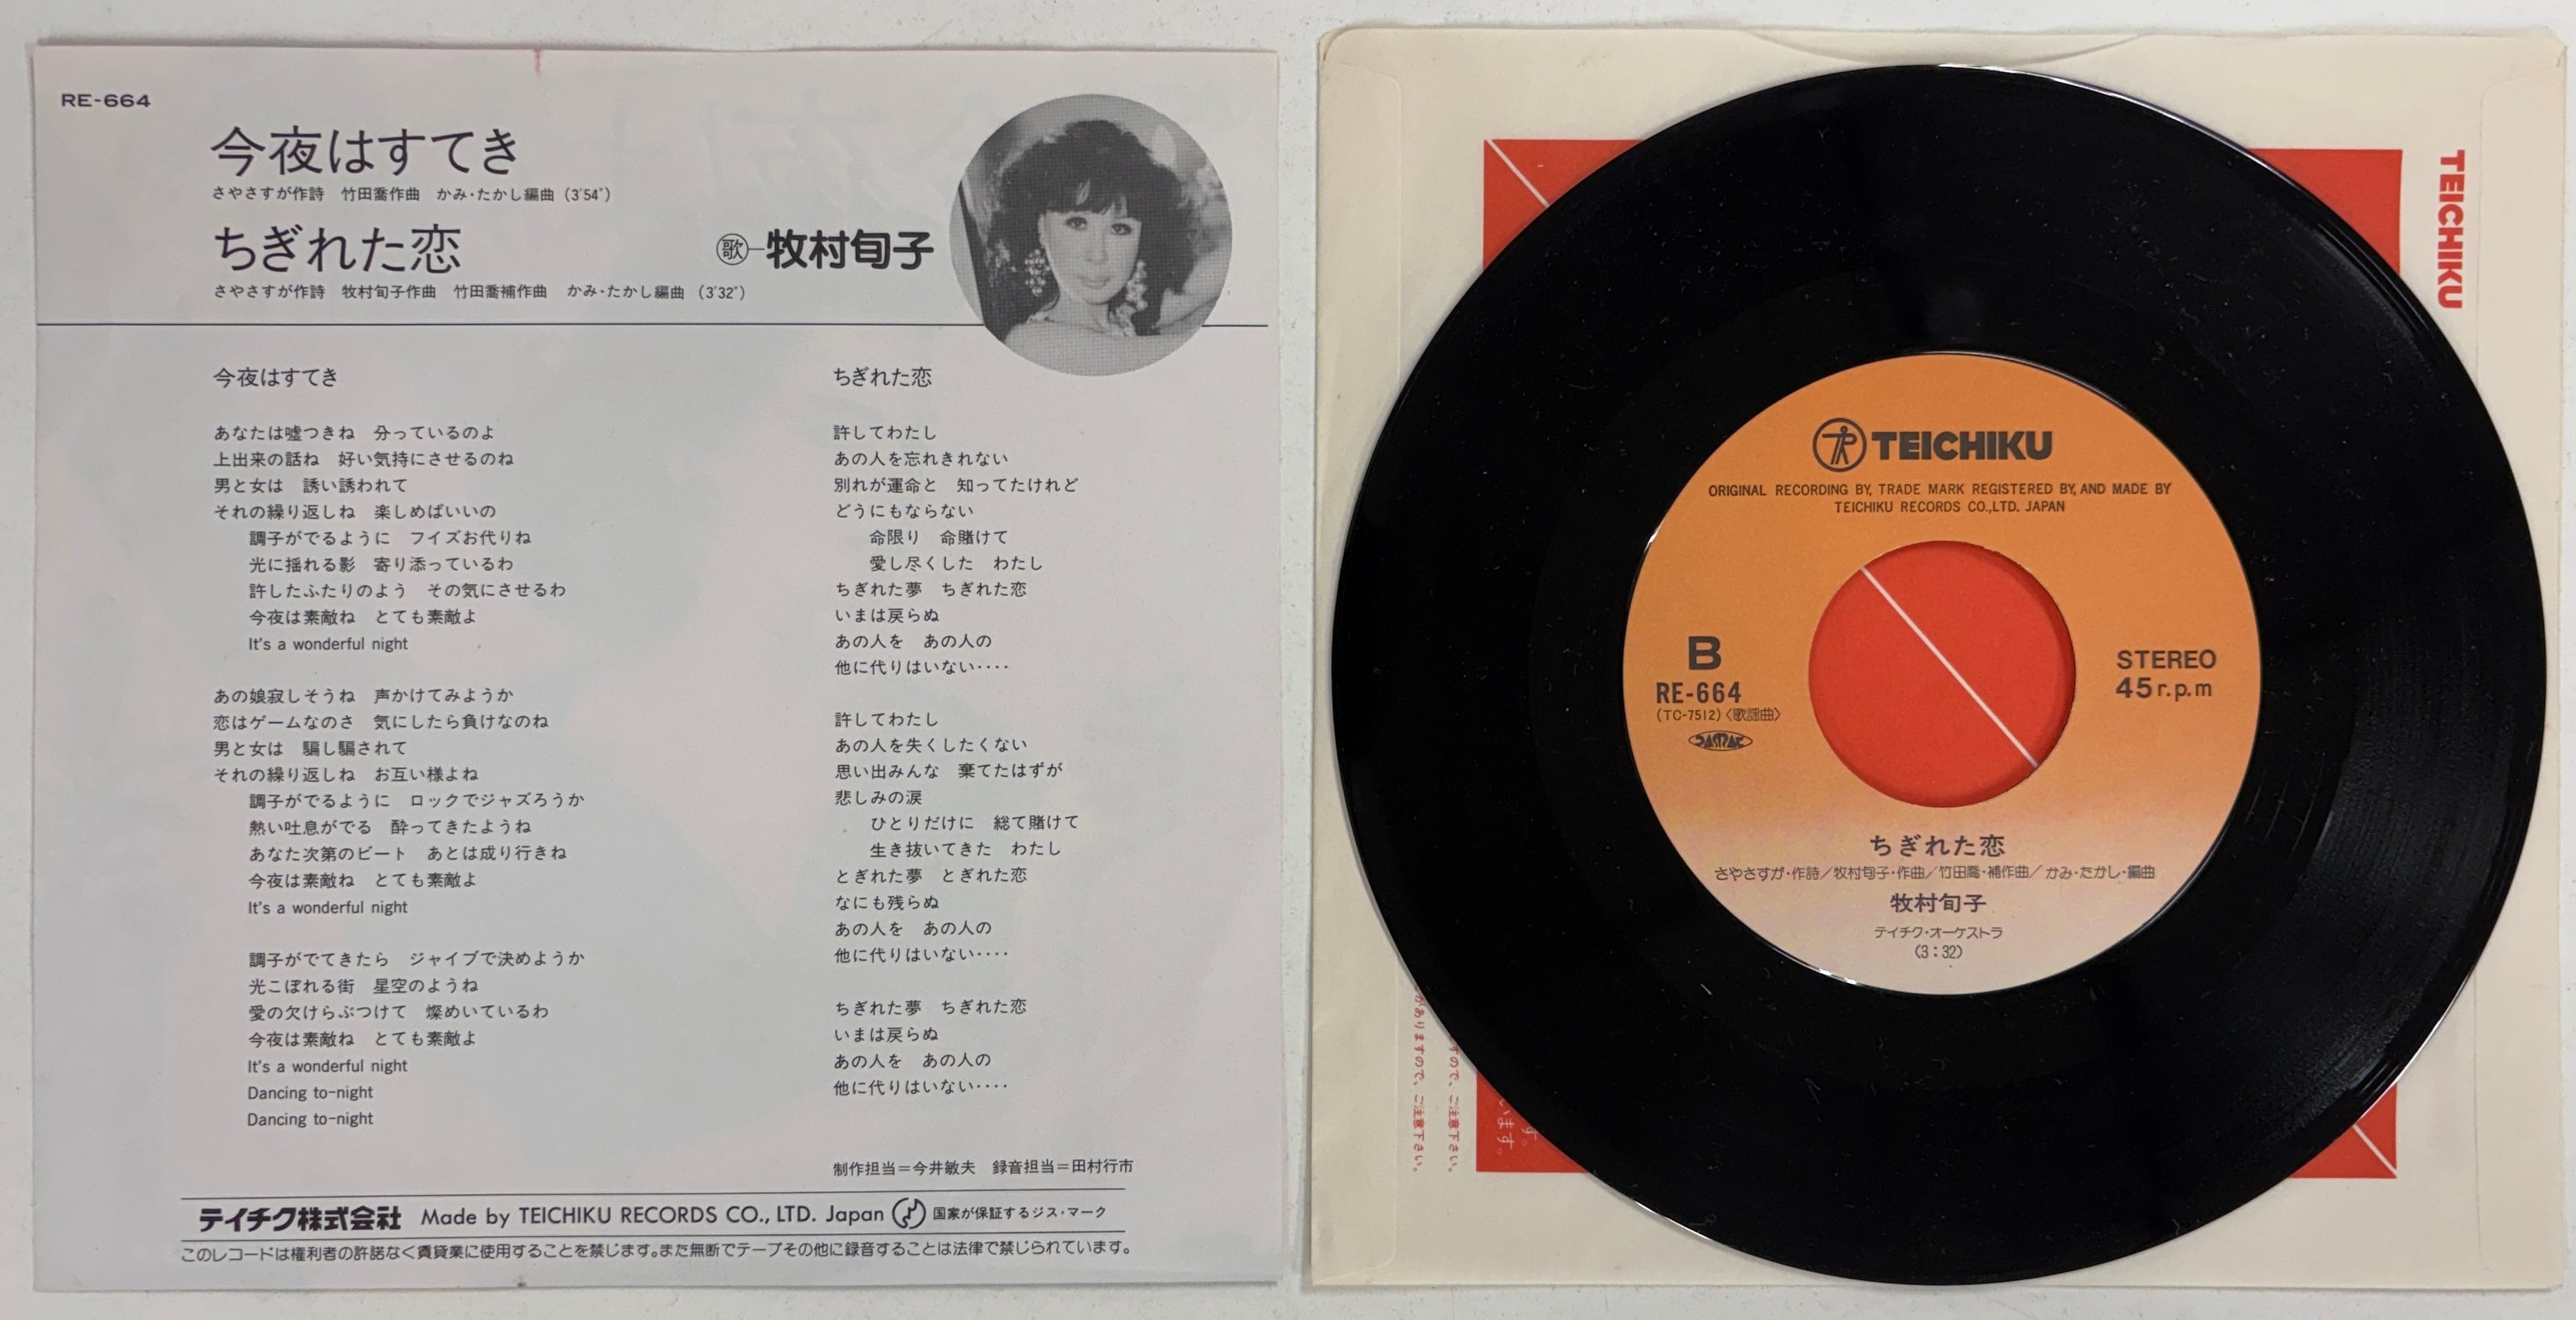 RE-664
今夜はすてき
さやさすが作詩　竹田喬作曲　かみ・たかし編曲（3′54″）
ちぎれた恋
さやさすが作詩　牧村旬子作曲　竹田喬補作曲　かみ・たかし編曲（3′32″）
歌―牧村旬子
今夜はすてき
あなたは嘘つきね　分っているのよ
上出来の話ね　好い気持にさせるのね
男と女は　誘い誘われて
それの繰り返しね　楽しめばいいの
調子がでるように　フイズお代りね
光に揺れる影　寄り添っているわ
許したふたりのよう　その気にさせるわ
今夜は素敵ね　とても素敵よ
It's a wonderful night
あの娘寂しそうね　声かけてみようか
恋はゲームなのさ　気にしたら負けなのね
男と女は　騙し騙されて
それの繰り返しね　お互い様よね
調子がでるように　ロックでジャズろうか
熱い吐息がでる　酔ってきたようね
あなた次第のビート　あとは成り行きね
今夜は素敵ね　とても素敵よ
It's a wonderful night
調子がでてきたら　ジャイブで決めようか
光こぼれる街　星空のようね
愛の欠けらぶつけて　燦めいているわ
今夜は素敵ね　とても素敵よ
It's a wonderful night
Dancing to-night
Dancing to-night
ちぎれた恋
許してわたし
あの人を忘れきれない
別れが運命と　知ってたけれど
どうにもならない
命限り　命賭けて
愛し尽くした　わたし
ちぎれた夢　ちぎれた恋
いまは戻らぬ
あの人を　あの人の
他に代りはいない‥‥
許してわたし
あの人を失くしたくない
思い出みんな　棄てたはずが
悲しみの涙
ひとりだけに　総て賭けて
生き抜いてきた　わたし
とぎれた夢　とぎれた恋
なにも残らぬ
あの人を　あの人の
他に代りはいない‥‥
ちぎれた夢　ちぎれた恋
いまは戻らぬ
あの人を　あの人の
他に代りはいない‥‥
制作担当＝今井敏夫　録音担当＝田村行市
テイチク株式会社　Made by TEICHIKU RECORDS CO., LTD. Japan　国家が保証するジス・マーク
このレコードは権利者の許諾なく賃貸業に使用することを禁じます。また無断でテープその他に録音することは法律で禁じられています。
TEICHIKU
TEICHIKU
ORIGINAL RECORDING BY, TRADE MARK REGISTERED BY, AND MADE BY
TEICHIKU RECORDS CO.,LTD. JAPAN
B
RE-664
（TC-7512）〈歌謡曲〉
STEREO
45 r.p.m
ちぎれた恋
さやさすが・作詩／牧村旬子・作曲／竹田喬・補作曲／かみ・たかし・編曲
牧村旬子
テイチク・オーケストラ
（3：32）
すので、ご注意下さい。
がありますので、ご注意下さい。
す。
います。